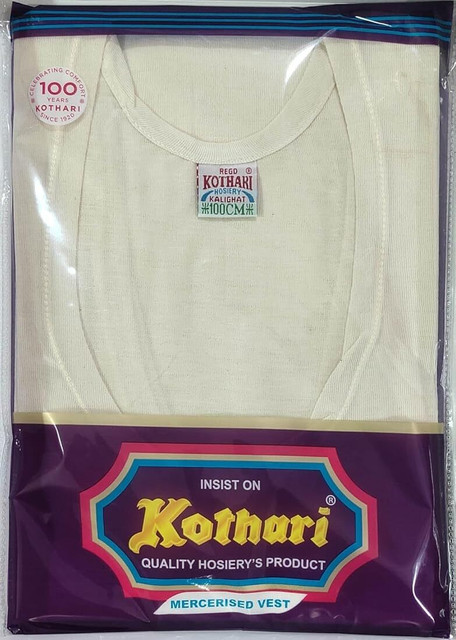 CELEBRATING COMFORT
100
YEARS
KOTHARI
SINCE 1920
REGD ®
KOTHARI
HOSIERY
KALIGHAT
100CM
INSIST ON
Kothari ®
QUALITY HOSIERY'S PRODUCT
MERCERISED VEST